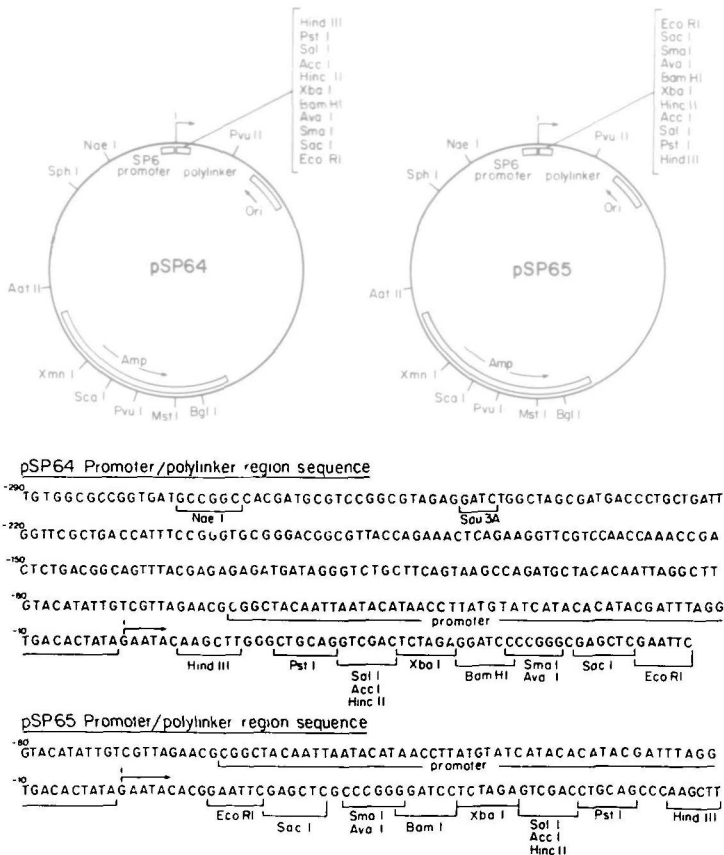 Hind III
Pst I
Sal I
Acc I
Hinc II
Xba I
Bam HI
Ava I
Sma I
Sac I
Eco RI
I
Pvu II
Nae I
SP6
promoter polylinker
Sph I
Ori
pSP64
Aat II
Amp
Xmn I
Sca I
Pvu I
Mst I
Bgl I
Eco RI
Sac I
Sma I
Ava I
Bam HI
Xba I
Hinc II
Acc I
Sal I
Pst I
Hind III
I
Pvu II
Nae I
SP6
promoter polylinker
Sph I
Ori
pSP65
Aat II
Amp
Xmn I
Sca I
Pvu I
Mst I
Bgl I
pSP64 Promoter/polylinker region sequence
-290
TGTGGCGCCGGTGATGCCGGCCACGATGCGTCCGGCGTAGAGGATCTGGCTAGCGATGACCCTGCTGATT
Nae I Sau 3A
-220
GGTTCGCTGACCATTTCCGGGTGCGGGACGGCGTTACCAGAAACTCAGAAGGTTCGTCCAACCAAACCGA
-150
CTCTGACGGCAGTTTACGAGAGAGATGATAGGGTCTGCTTCAGTAAGCCAGATGCTACACAATTAGGCTT
-80
GTACATATTGTCGTTAGAACGCGGCTACAATTAATACATAACCTTATGTATCATACACATACGATTTAGG
promoter
-10 I
TGACACTATAGAATACAAGCTTGGGCTGCAGGTCGACTCTAGAGGATCCCCGGGCGAGCTCGAATTC
Hind III Pst I Sal I Xba I Bam HI Sma I Sac I Eco RI
Acc I Ava I
Hinc II
pSP65 Promoter/polylinker region sequence
-80
GTACATATTGTCGTTAGAACGCGGCTACAATTAATACATAACCTTATGTATCATACACATACGATTTAGG
promoter
-10 I
TGACACTATAGAATACACGGAATTCGAGCTCGCCCGGGGATCCTCTAGAGTCGACCTGCAGCCCAAGCTT
Eco RI Sac I Sma I Bam I Xba I Sal I Pst I Hind III
Ava I Acc I
Hinc II